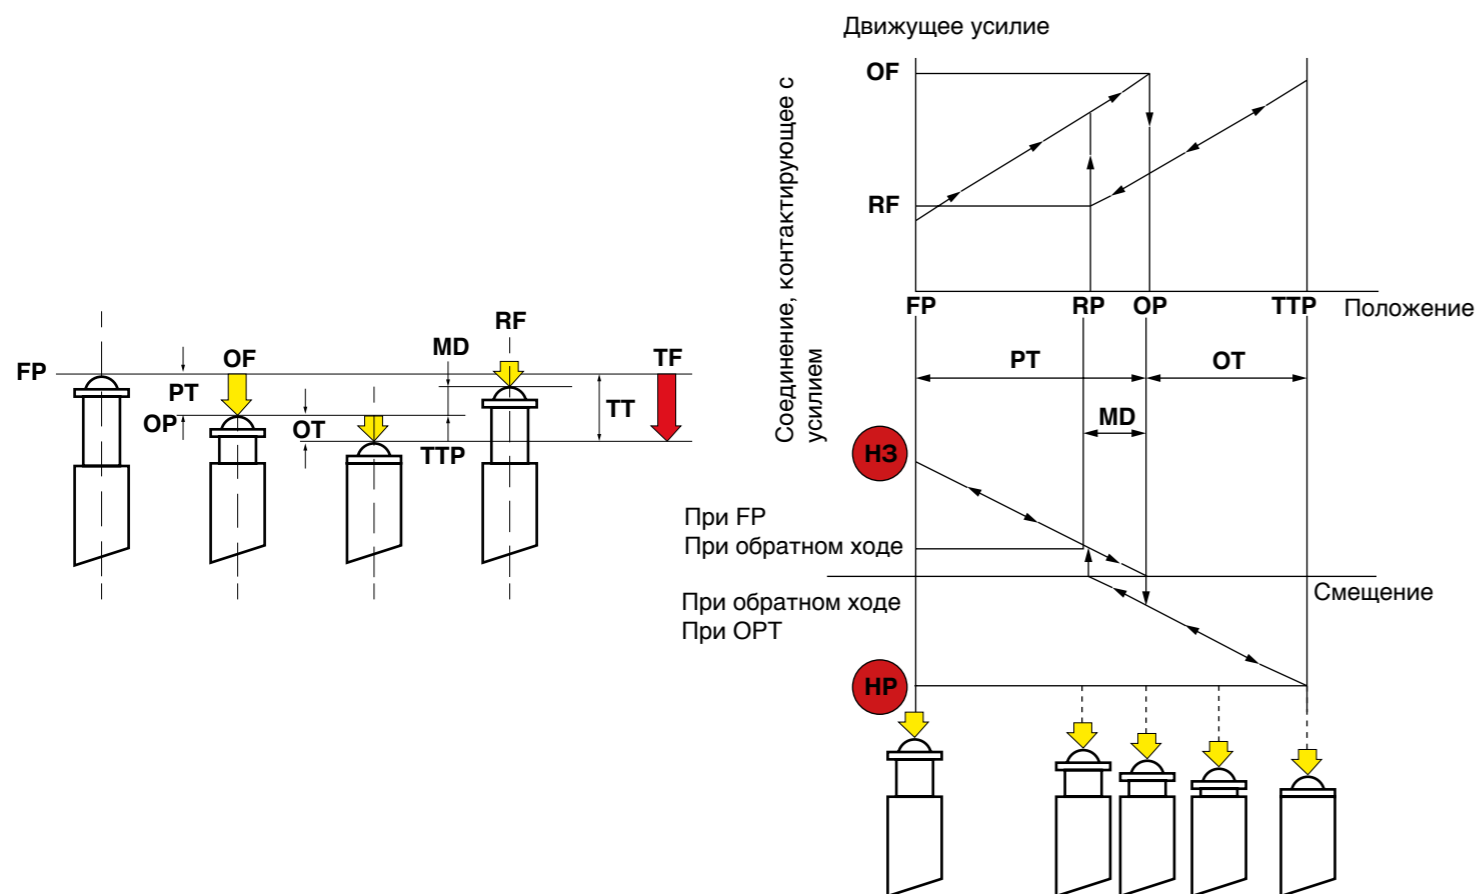 Движущее усилие
OF
RF
Соединение, контактирующее с
усилием
FP
RP
OP
TTP
Положение
PT
OT
MD
НЗ
При FP
При обратном ходе
Смещение
При обратном ходе
При OPT
НР
RF
MD
OF
TF
FP
PT
TT
OP
OT
TTP